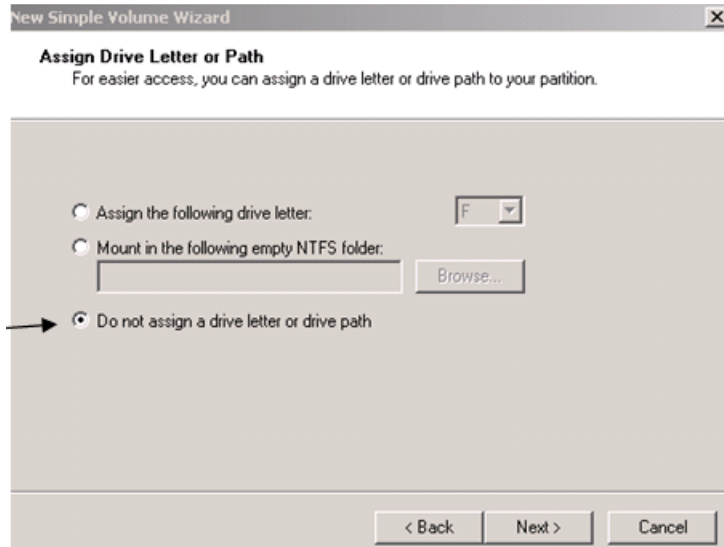 New Simple Volume Wizard
Assign Drive Letter or Path
For easier access, you can assign a drive letter or drive path to your partition.
Assign the following drive letter:
F
Mount in the following empty NTFS folder:
Browse...
Do not assign a drive letter or drive path
< Back
Next >
Cancel